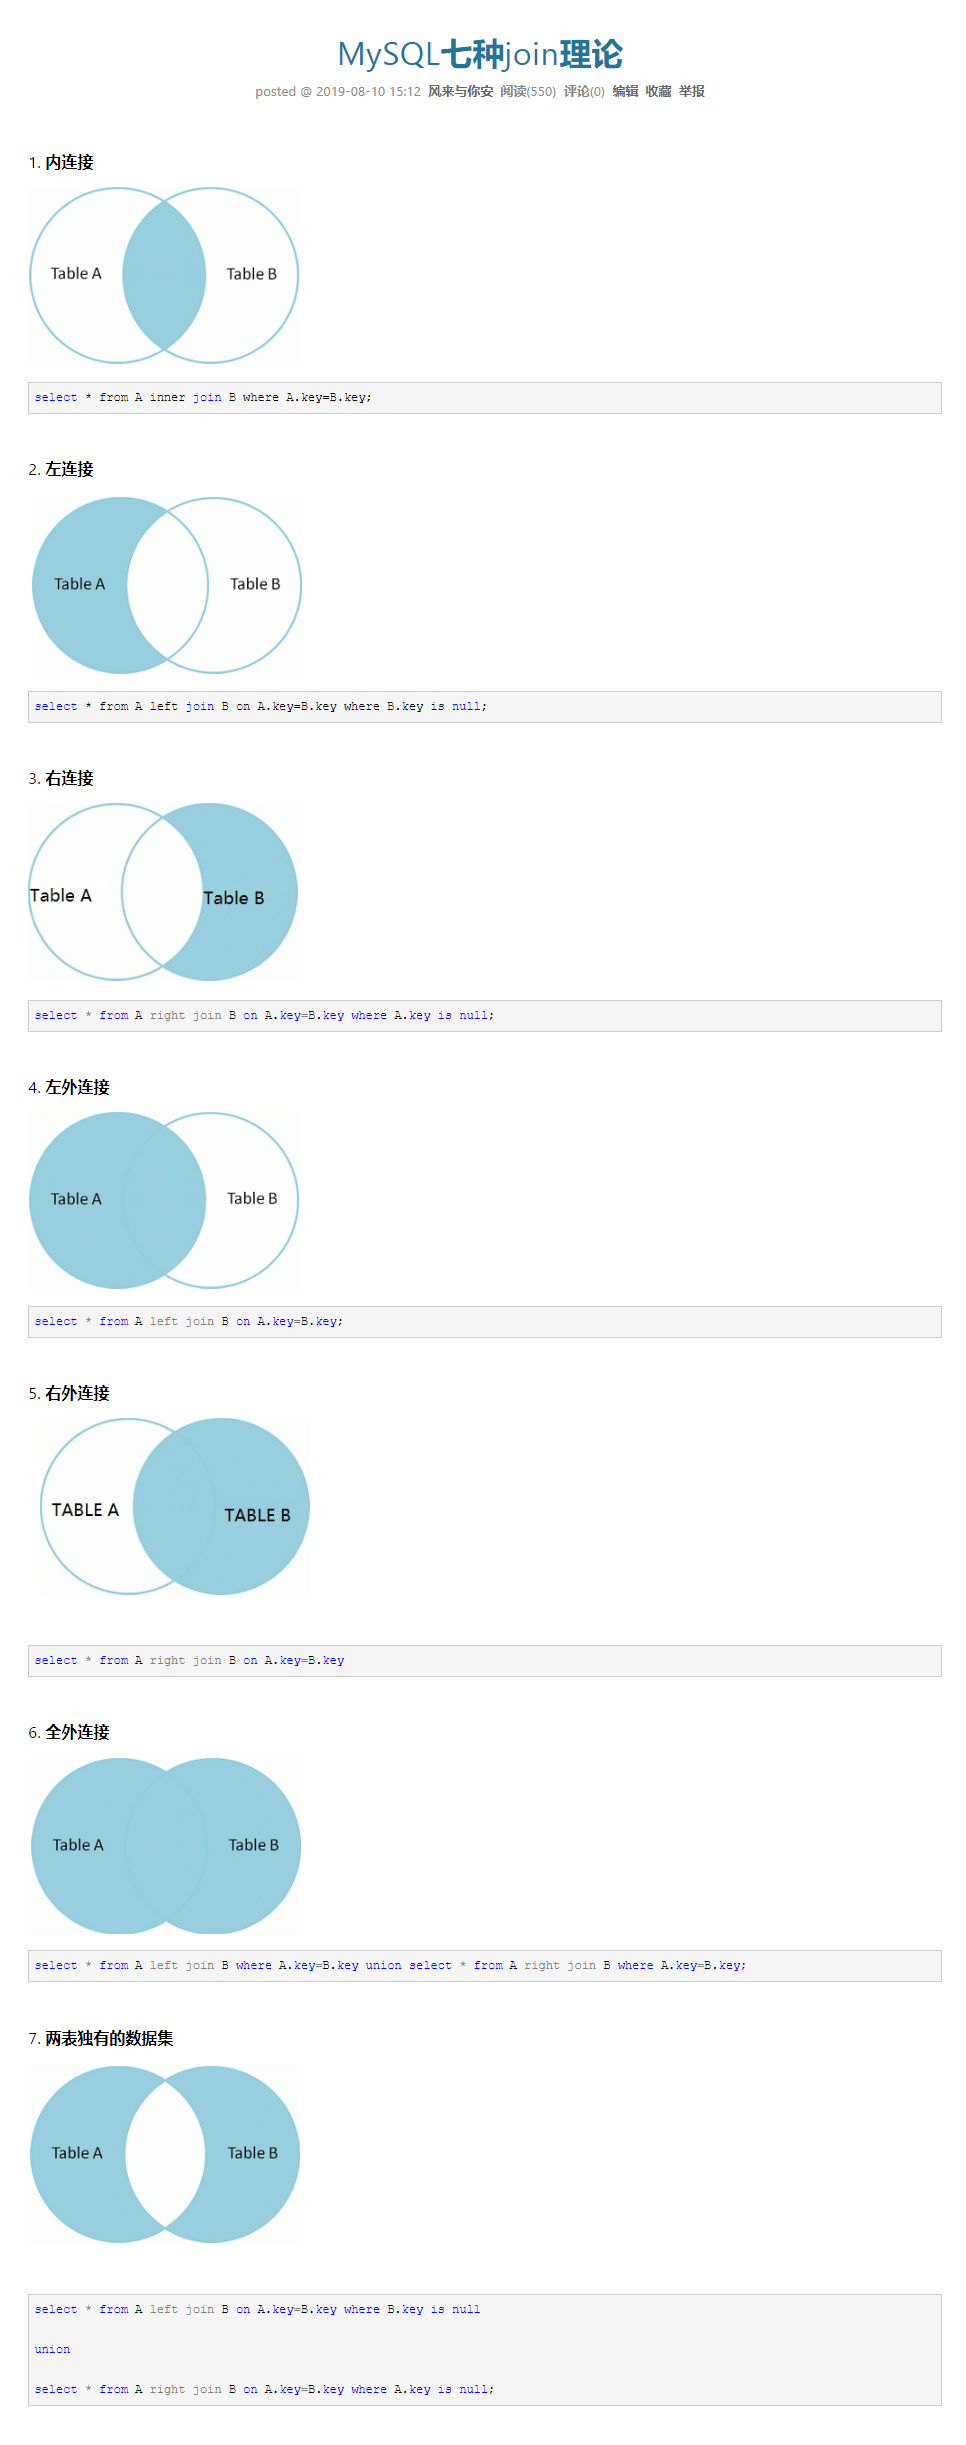 MySQL七种join理论
posted @ 2019-08-10 15:12 风来与你安 阅读(550) 评论(0) 编辑 收藏 举报
1. 内连接
Table A Table B
select * from A inner join B where A.key=B.key;
2. 左连接
Table A Table B
select * from A left join B on A.key=B.key where B.key is null;
3. 右连接
Table A Table B
select * from A right join B on A.key=B.key where A.key is null;
4. 左外连接
Table A Table B
select * from A left join B on A.key=B.key;
5. 右外连接
TABLE A TABLE B
select * from A right join B on A.key=B.key
6. 全外连接
Table A Table B
select * from A left join B where A.key=B.key union select * from A right join B where A.key=B.key;
7. 两表独有的数据集
Table A Table B
select * from A left join B on A.key=B.key where B.key is null
union
select * from A right join B on A.key=B.key where A.key is null;